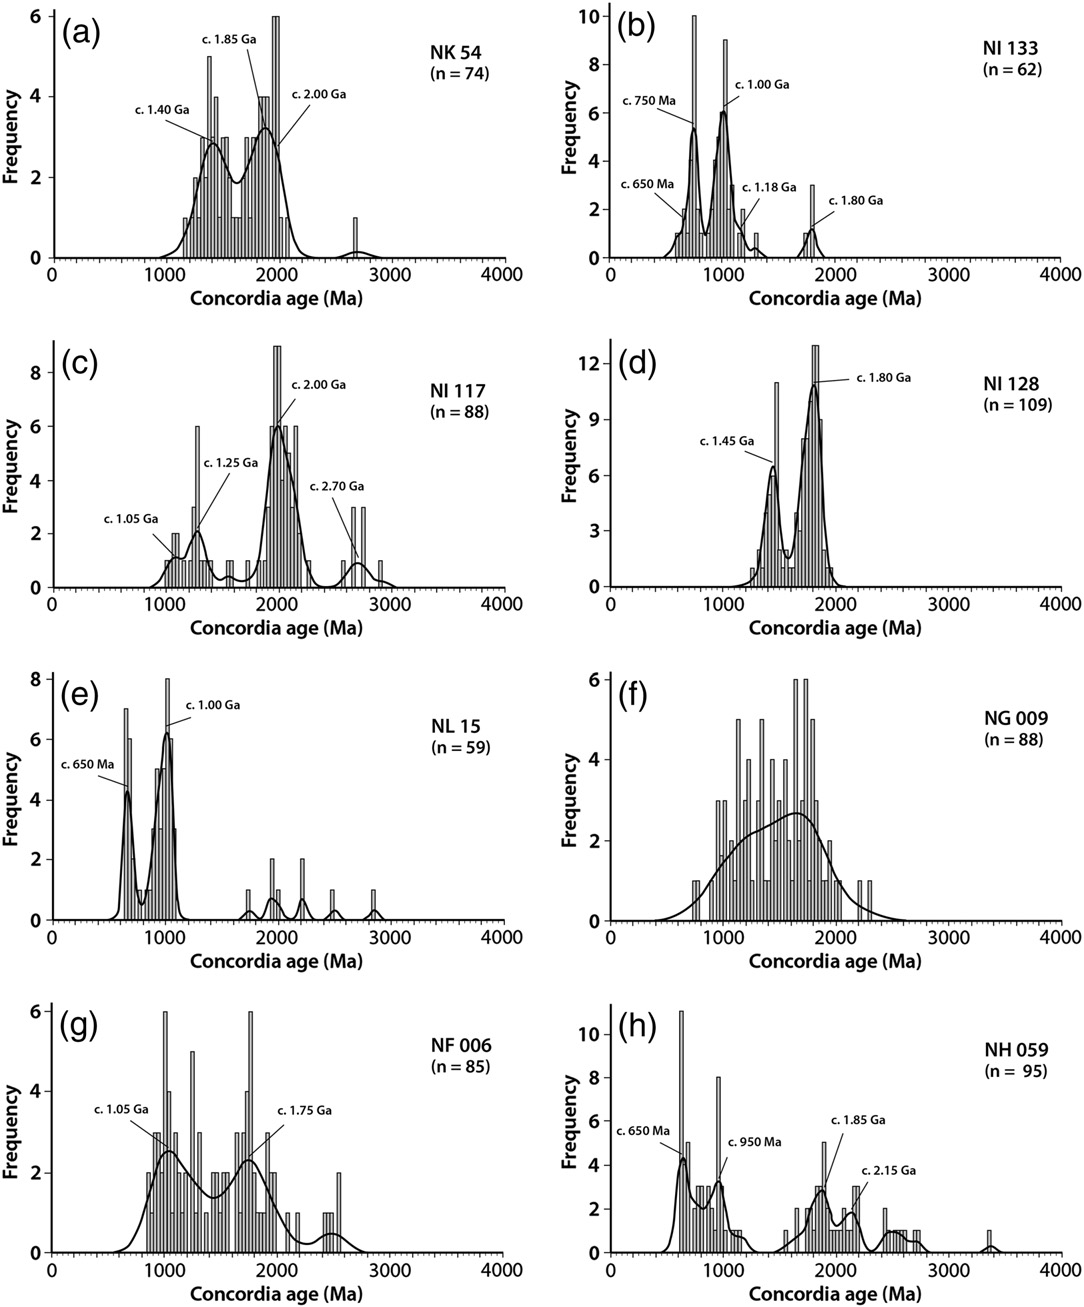 (a)
NK 54
(n = 74)
c. 1.85 Ga
c. 2.00 Ga
c. 1.40 Ga
Frequency
6
4
2
0
0 1000 2000 3000 4000
Concordia age (Ma)
(b)
NI 133
(n = 62)
c. 750 Ma
c. 1.00 Ga
c. 650 Ma
c. 1.18 Ga
c. 1.80 Ga
Frequency
10
8
6
4
2
0
0 1000 2000 3000 4000
Concordia age (Ma)
(c)
NI 117
(n = 88)
c. 2.00 Ga
c. 1.25 Ga
c. 2.70 Ga
c. 1.05 Ga
Frequency
8
6
4
2
0
0 1000 2000 3000 4000
Concordia age (Ma)
(d)
NI 128
(n = 109)
c. 1.80 Ga
c. 1.45 Ga
Frequency
12
9
6
3
0
0 1000 2000 3000 4000
Concordia age (Ma)
(e)
NL 15
(n = 59)
c. 1.00 Ga
c. 650 Ma
Frequency
8
6
4
2
0
0 1000 2000 3000 4000
Concordia age (Ma)
(f)
NG 009
(n = 88)
Frequency
6
4
2
0
0 1000 2000 3000 4000
Concordia age (Ma)
(g)
NF 006
(n = 85)
c. 1.05 Ga
c. 1.75 Ga
Frequency
6
4
2
0
0 1000 2000 3000 4000
Concordia age (Ma)
(h)
NH 059
(n = 95)
c. 650 Ma
c. 950 Ma
c. 1.85 Ga
c. 2.15 Ga
Frequency
10
8
6
4
2
0
0 1000 2000 3000 4000
Concordia age (Ma)